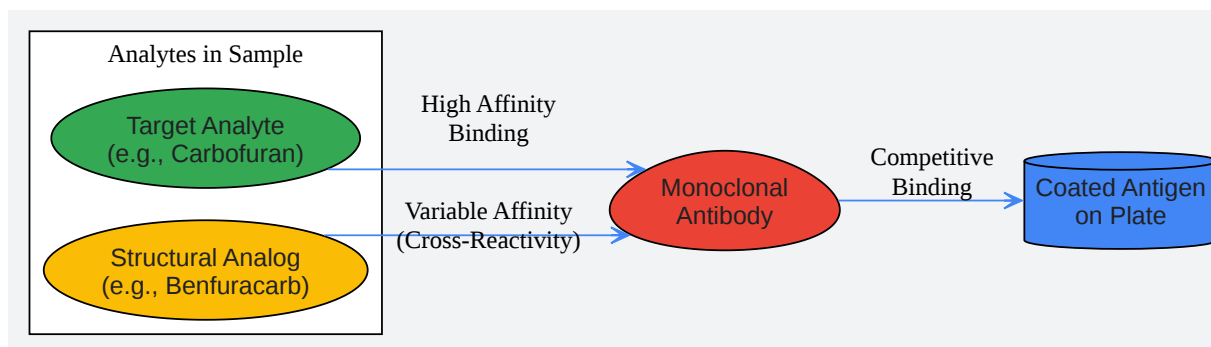 Analytes in Sample
Target Analyte
(e.g., Carbofuran)
Structural Analog
(e.g., Benfuracarb)
High Affinity
Binding
Variable Affinity
(Cross-Reactivity)
Monoclonal
Antibody
Competitive
Binding
Coated Antigen
on Plate